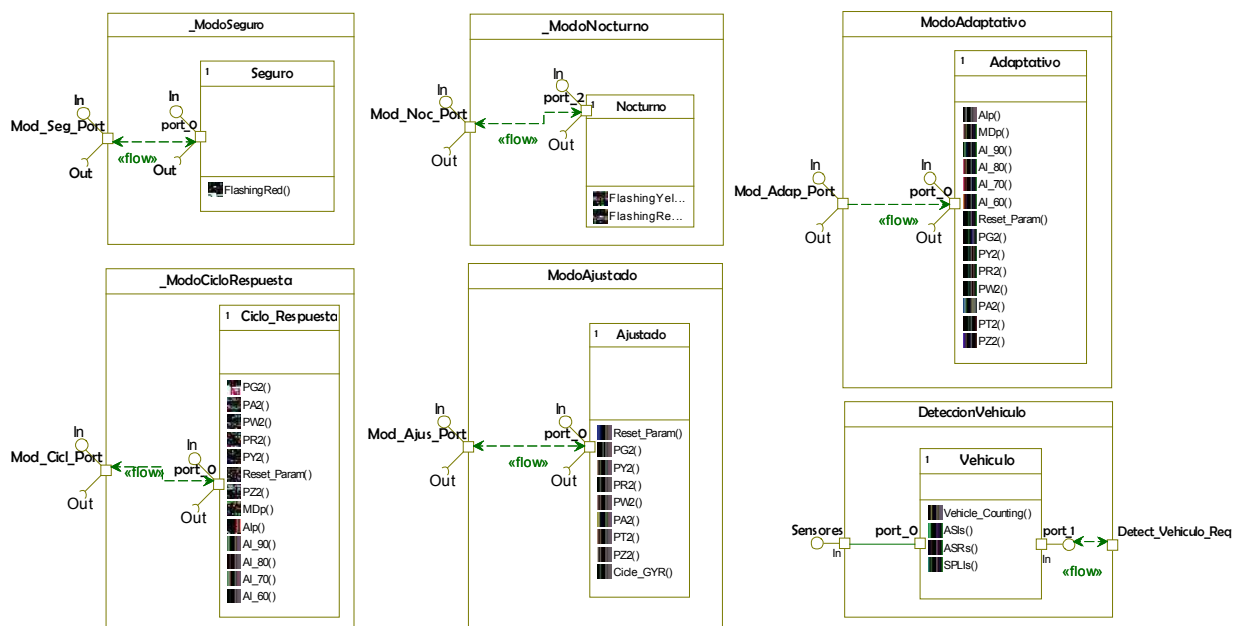 _ModoSeguro
1 Seguro
In
In
Mod_Seg_Port
port_0
«flow»
Out
Out
FlashingRed()
_ModoNocturno
In
In
port_2
1 Nocturno
Mod_Noc_Port
«flow»
Out
Out
FlashingYel...
FlashingRe...
ModoAdaptativo
1 Adaptativo
AIp()
MDp()
AI_90()
AI_80()
AI_70()
AI_60()
Reset_Param()
PG2()
PY2()
PR2()
PW2()
PA2()
PT2()
PZ2()
In
In
Mod_Adap_Port
port_0
«flow»
Out
Out
_ModoCicloRespuesta
1 Ciclo_Respuesta
PG2()
PA2()
PW2()
PR2()
PY2()
Reset_Param()
PZ2()
MDp()
AIp()
AI_90()
AI_80()
AI_70()
AI_60()
In
In
Mod_Cicl_Port
port_0
«flow»
Out
Out
ModoAjustado
1 Ajustado
Reset_Param()
PG2()
PY2()
PR2()
PW2()
PA2()
PT2()
PZ2()
Cicle_GYR()
In
In
Mod_Ajus_Port
port_0
«flow»
Out
Out
DeteccionVehiculo
1 Vehiculo
Vehicle_Counting()
ASIs()
ASRs()
SPLIs()
Sensores
In
port_0
port_1
In
Detect_Vehiculo_Req
«flow»